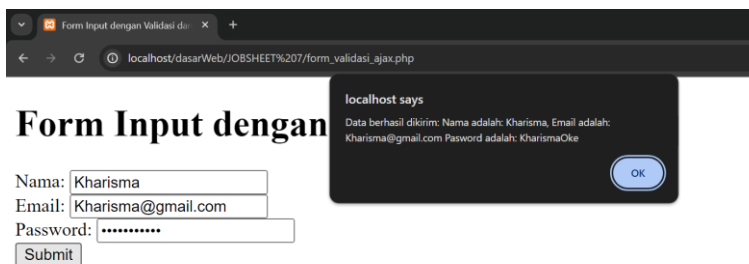 Form Input dengan Validasi dar
localhost/dasarWeb/JOBSHEET%207/form_validasi_ajax.php
localhost says
Data berhasil dikirim: Nama adalah: Kharisma, Email adalah:
Kharisma@gmail.com Pasword adalah: KharismaOke
OK
Form Input dengan
Nama: Kharisma
Email: Kharisma@gmail.com
Password: •••••••••••
Submit